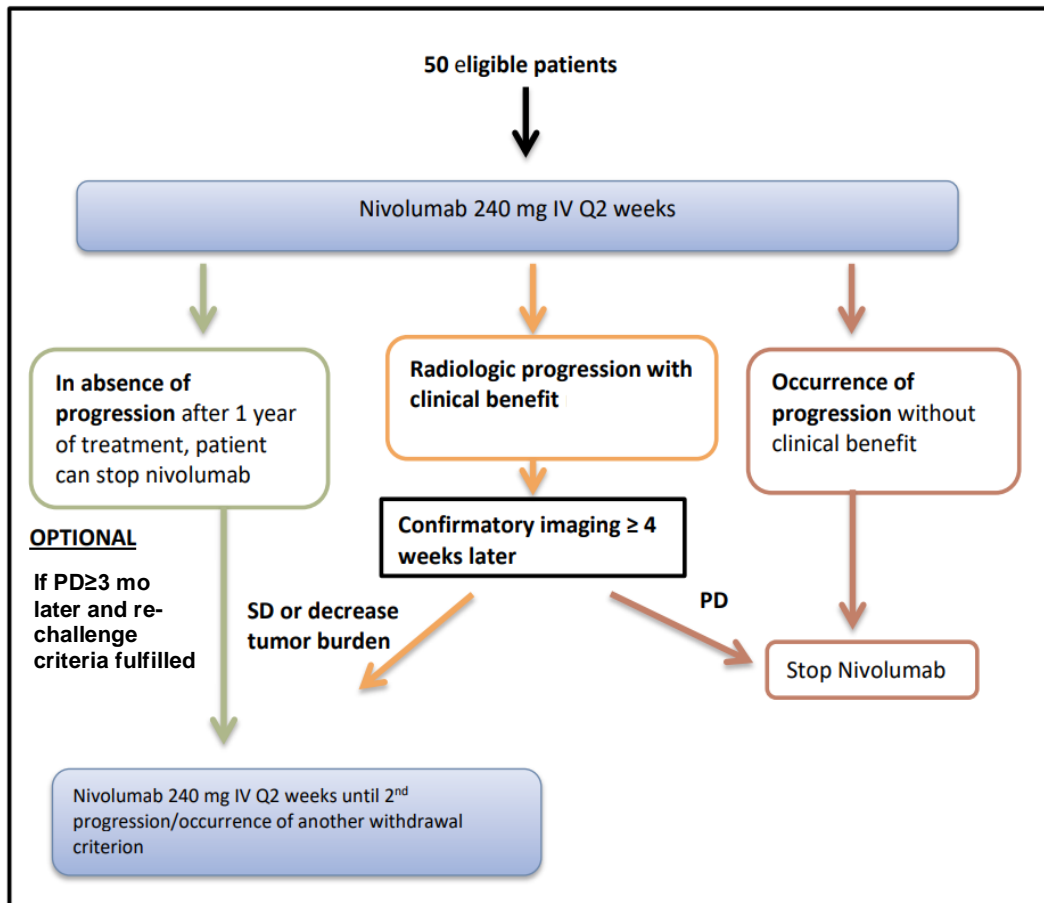 50 eligible patients
Nivolumab 240 mg IV Q2 weeks
In absence of
progression after 1 year
of treatment, patient
can stop nivolumab
Radiologic progression with
clinical benefit
Occurrence of
progression without
clinical benefit
Confirmatory imaging ≥ 4
weeks later
OPTIONAL
If PD≥3 mo
later and re-
challenge
criteria fulfilled
SD or decrease
tumor burden
PD
Stop Nivolumab
Nivolumab 240 mg IV Q2 weeks until 2nd
progression/occurrence of another withdrawal
criterion